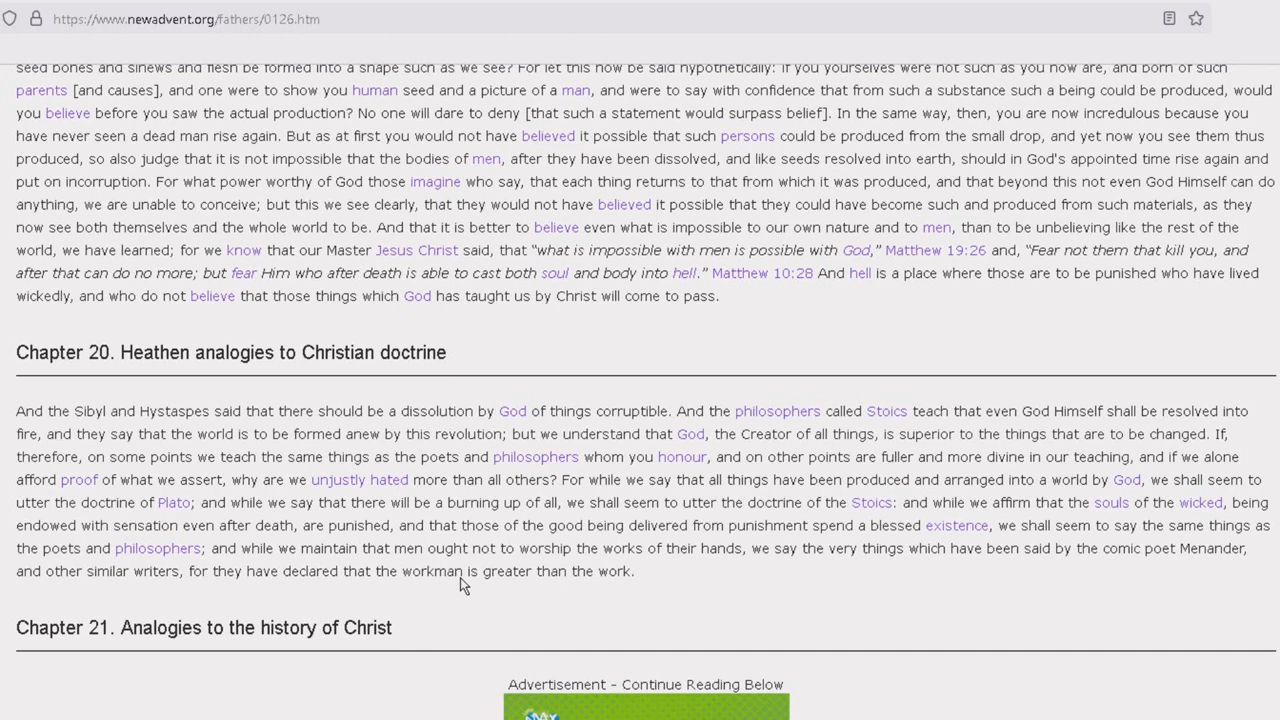 https://www.newadvent.org/fathers/0126.htm
seed bones and sinews and flesh be formed into a shape such as we see? For let this now be said hypothetically: if you yourselves were not such as you now are, and born of such
parents [and causes], and one were to show you human seed and a picture of a man, and were to say with confidence that from such a substance such a being could be produced, would
you believe before you saw the actual production? No one will dare to deny [that such a statement would surpass belief]. In the same way, then, you are now incredulous because you
have never seen a dead man rise again. But as at first you would not have believed it possible that such persons could be produced from the small drop, and yet now you see them thus
produced, so also judge that it is not impossible that the bodies of men, after they have been dissolved, and like seeds resolved into earth, should in God's appointed time rise again and
put on incorruption. For what power worthy of God those imagine who say, that each thing returns to that from which it was produced, and that beyond this not even God Himself can do
anything, we are unable to conceive; but this we see clearly, that they would not have believed it possible that they could have become such and produced from such materials, as they
now see both themselves and the whole world to be. And that it is better to believe even what is impossible to our own nature and to men, than to be unbelieving like the rest of the
world, we have learned; for we know that our Master Jesus Christ said, that “what is impossible with men is possible with God,” Matthew 19:26 and, “Fear not them that kill you, and
after that can do no more; but fear Him who after death is able to cast both soul and body into hell.” Matthew 10:28 And hell is a place where those are to be punished who have lived
wickedly, and who do not believe that those things which God has taught us by Christ will come to pass.
Chapter 20. Heathen analogies to Christian doctrine
And the Sibyl and Hystaspes said that there should be a dissolution by God of things corruptible. And the philosophers called Stoics teach that even God Himself shall be resolved into
fire, and they say that the world is to be formed anew by this revolution; but we understand that God, the Creator of all things, is superior to the things that are to be changed. If,
therefore, on some points we teach the same things as the poets and philosophers whom you honour, and on other points are fuller and more divine in our teaching, and if we alone
afford proof of what we assert, why are we unjustly hated more than all others? For while we say that all things have been produced and arranged into a world by God, we shall seem to
utter the doctrine of Plato; and while we say that there will be a burning up of all, we shall seem to utter the doctrine of the Stoics: and while we affirm that the souls of the wicked, being
endowed with sensation even after death, are punished, and that those of the good being delivered from punishment spend a blessed existence, we shall seem to say the same things as
the poets and philosophers; and while we maintain that men ought not to worship the works of their hands, we say the very things which have been said by the comic poet Menander,
and other similar writers, for they have declared that the workman is greater than the work.
Chapter 21. Analogies to the history of Christ
Advertisement - Continue Reading Below